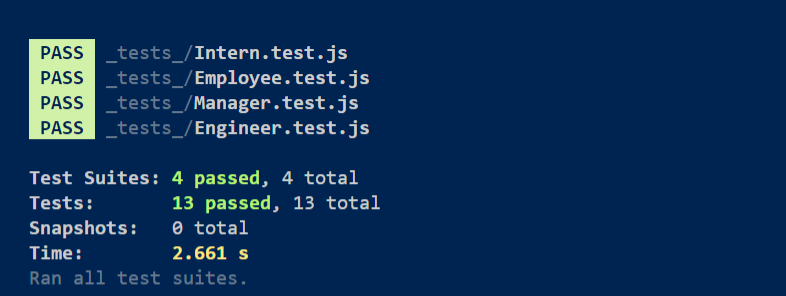 PASS _tests_/Intern.test.js
PASS _tests_/Employee.test.js
PASS _tests_/Manager.test.js
PASS _tests_/Engineer.test.js
Test Suites: 4 passed, 4 total
Tests: 13 passed, 13 total
Snapshots: 0 total
Time: 2.661 s
Ran all test suites.